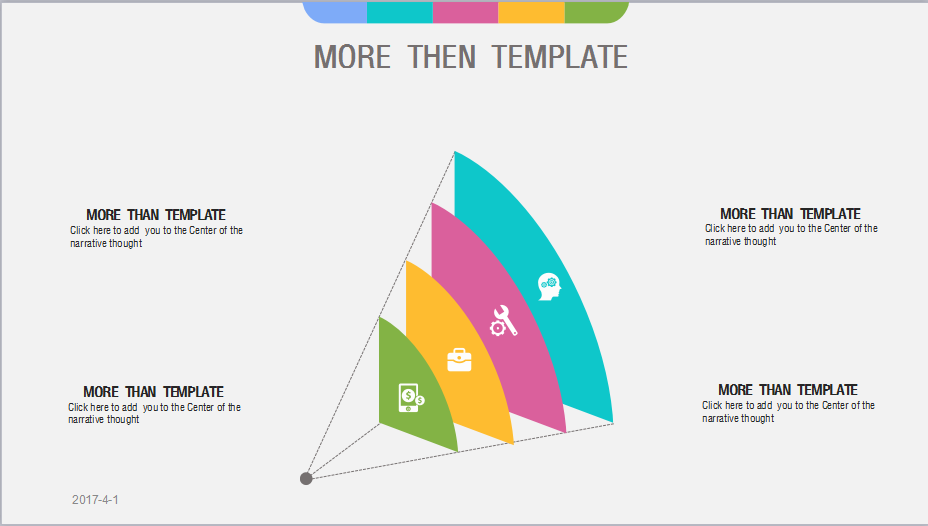 MORE THEN TEMPLATE
MORE THAN TEMPLATE
Click here to add you to the Center of the
narrative thought
MORE THAN TEMPLATE
Click here to add you to the Center of the
narrative thought
MORE THAN TEMPLATE
Click here to add you to the Center of the
narrative thought
MORE THAN TEMPLATE
Click here to add you to the Center of the
narrative thought
$
$
2017-4-1